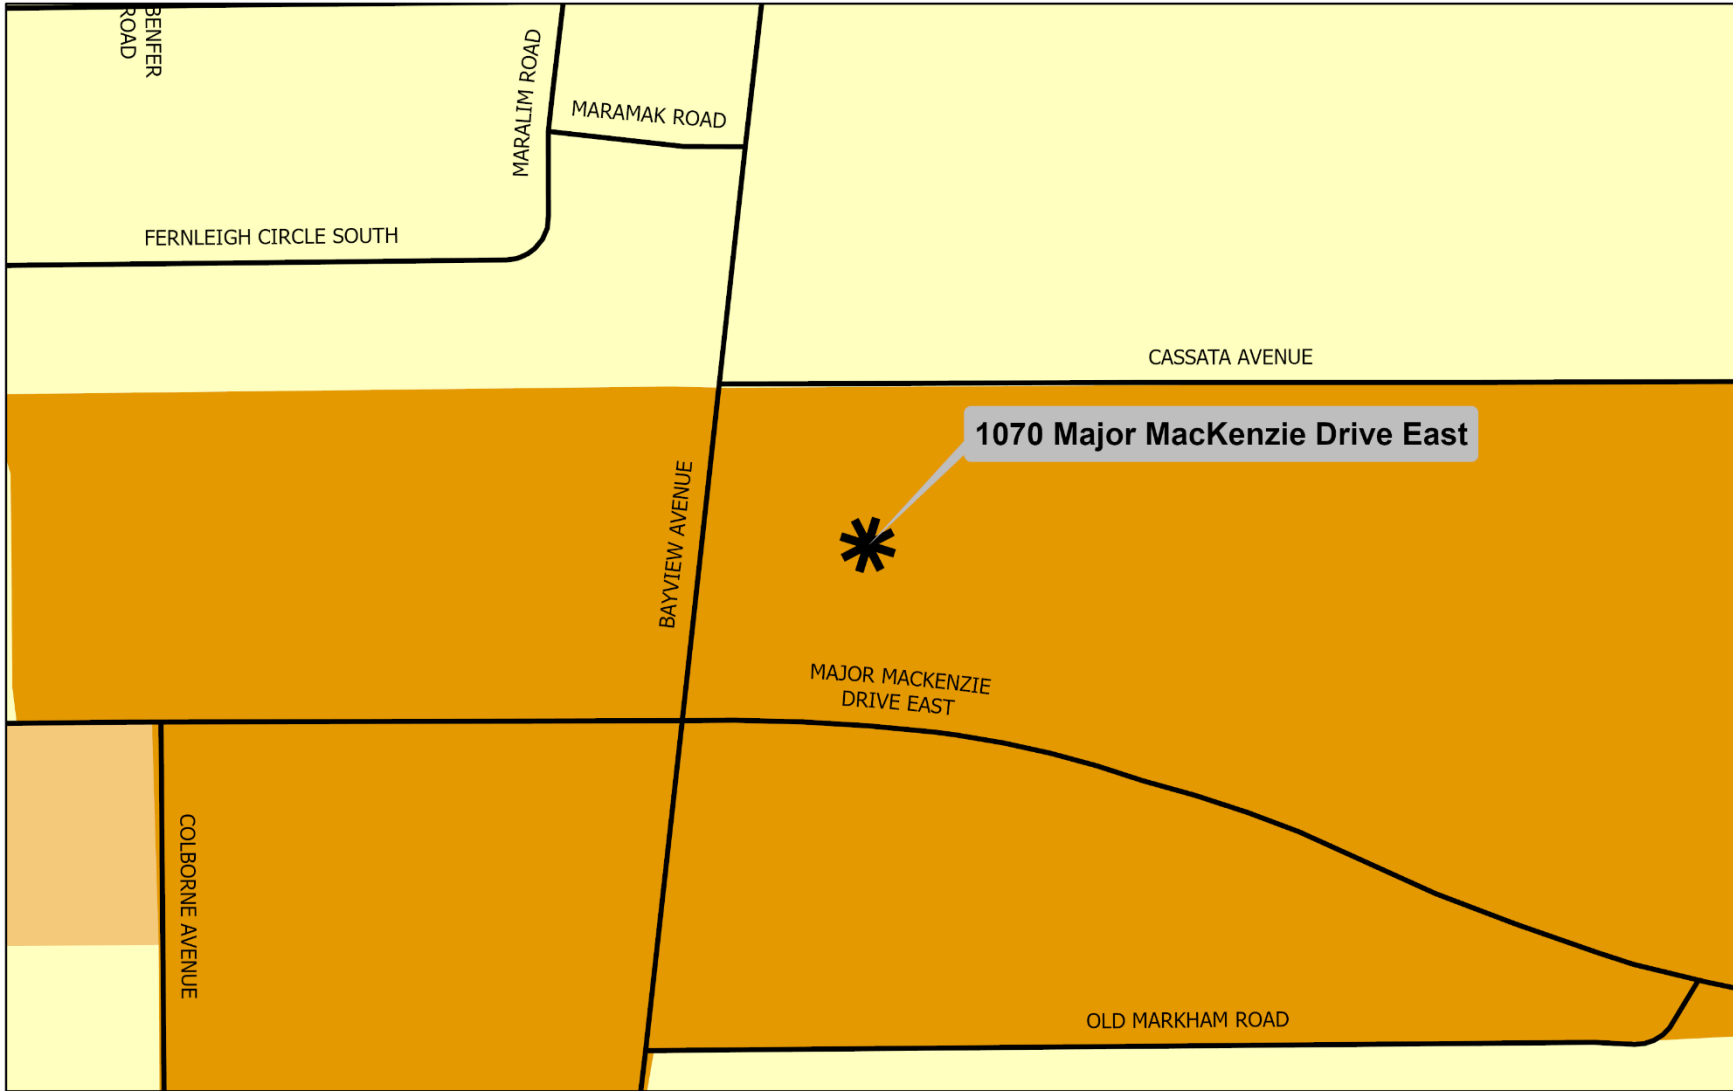 BENFER
ROAD
MARALIM ROAD
MARAMAK ROAD
FERNLEIGH CIRCLE SOUTH
CASSATA AVENUE
1070 Major MacKenzie Drive East
BAYVIEW AVENUE
MAJOR MACKENZIE
DRIVE EAST
COLBORNE AVENUE
OLD MARKHAM ROAD